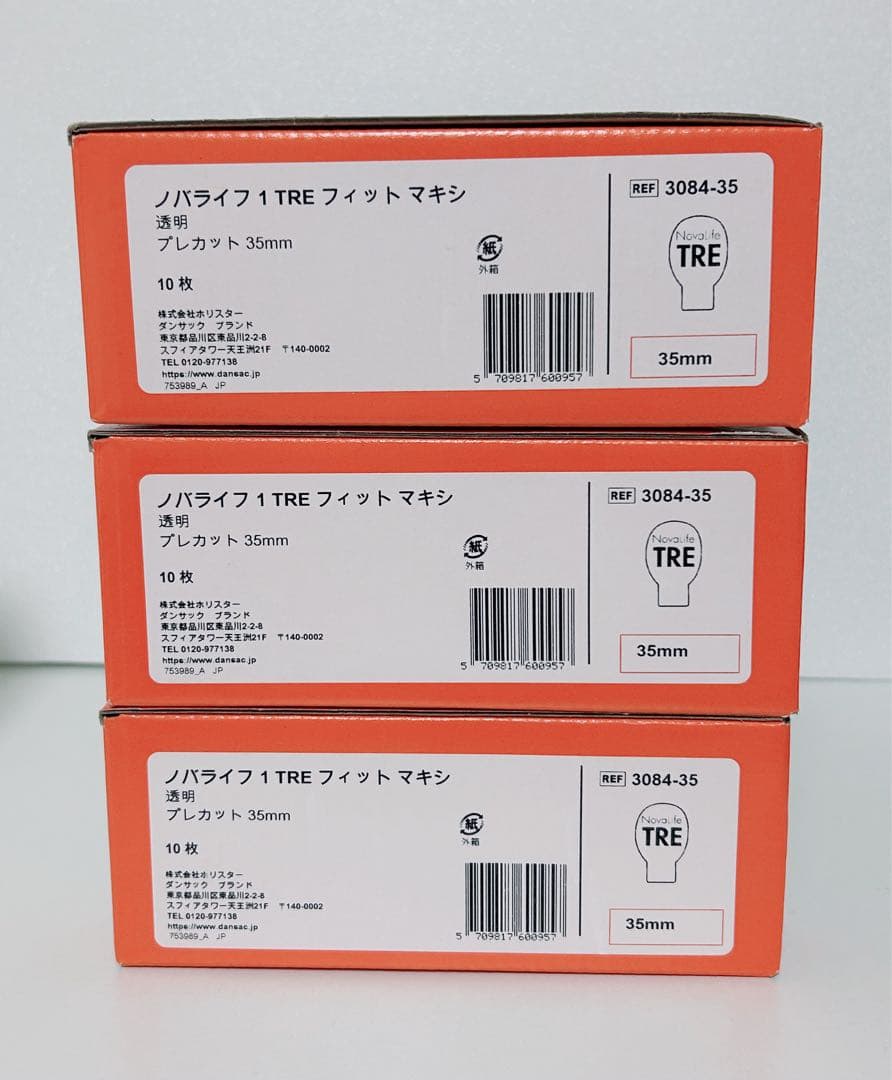 ノバライフ 1 TRE フィット マキシ
透明
プレカット 35mm
10 枚
株式会社ホリスター
ダンサック ブランド
東京都品川区東品川2-2-8
スフィアタワー天王洲21F 〒140-0002
TEL 0120-977138
https://www.dansac.jp
753989_A JP
紙
外箱
5 709817 600957
REF 3084-35
NovaLife
TRE
35mm
ノバライフ 1 TRE フィット マキシ
透明
プレカット 35mm
10 枚
株式会社ホリスター
ダンサック ブランド
東京都品川区東品川2-2-8
スフィアタワー天王洲21F 〒140-0002
TEL 0120-977138
https://www.dansac.jp
753989_A JP
紙
外箱
5 709817 600957
REF 3084-35
NovaLife
TRE
35mm
ノバライフ 1 TRE フィット マキシ
透明
プレカット 35mm
10 枚
株式会社ホリスター
ダンサック ブランド
東京都品川区東品川2-2-8
スフィアタワー天王洲21F 〒140-0002
TEL 0120-977138
https://www.dansac.jp
753989_A JP
紙
外箱
5 709817 600957
REF 3084-35
NovaLife
TRE
35mm